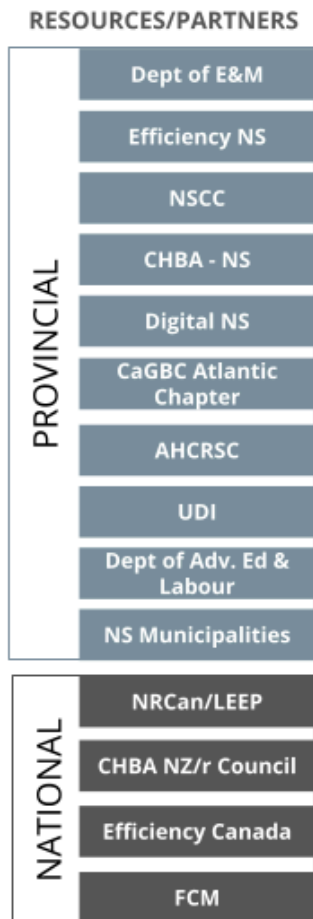 RESOURCES/PARTNERS
PROVINCIAL
Dept of E&M
Efficiency NS
NSCC
CHBA - NS
Digital NS
CaGBC Atlantic
Chapter
AHCRSC
UDI
Dept of Adv. Ed &
Labour
NS Municipalities
NATIONAL
NRCan/LEEP
CHBA NZ/r Council
Efficiency Canada
FCM